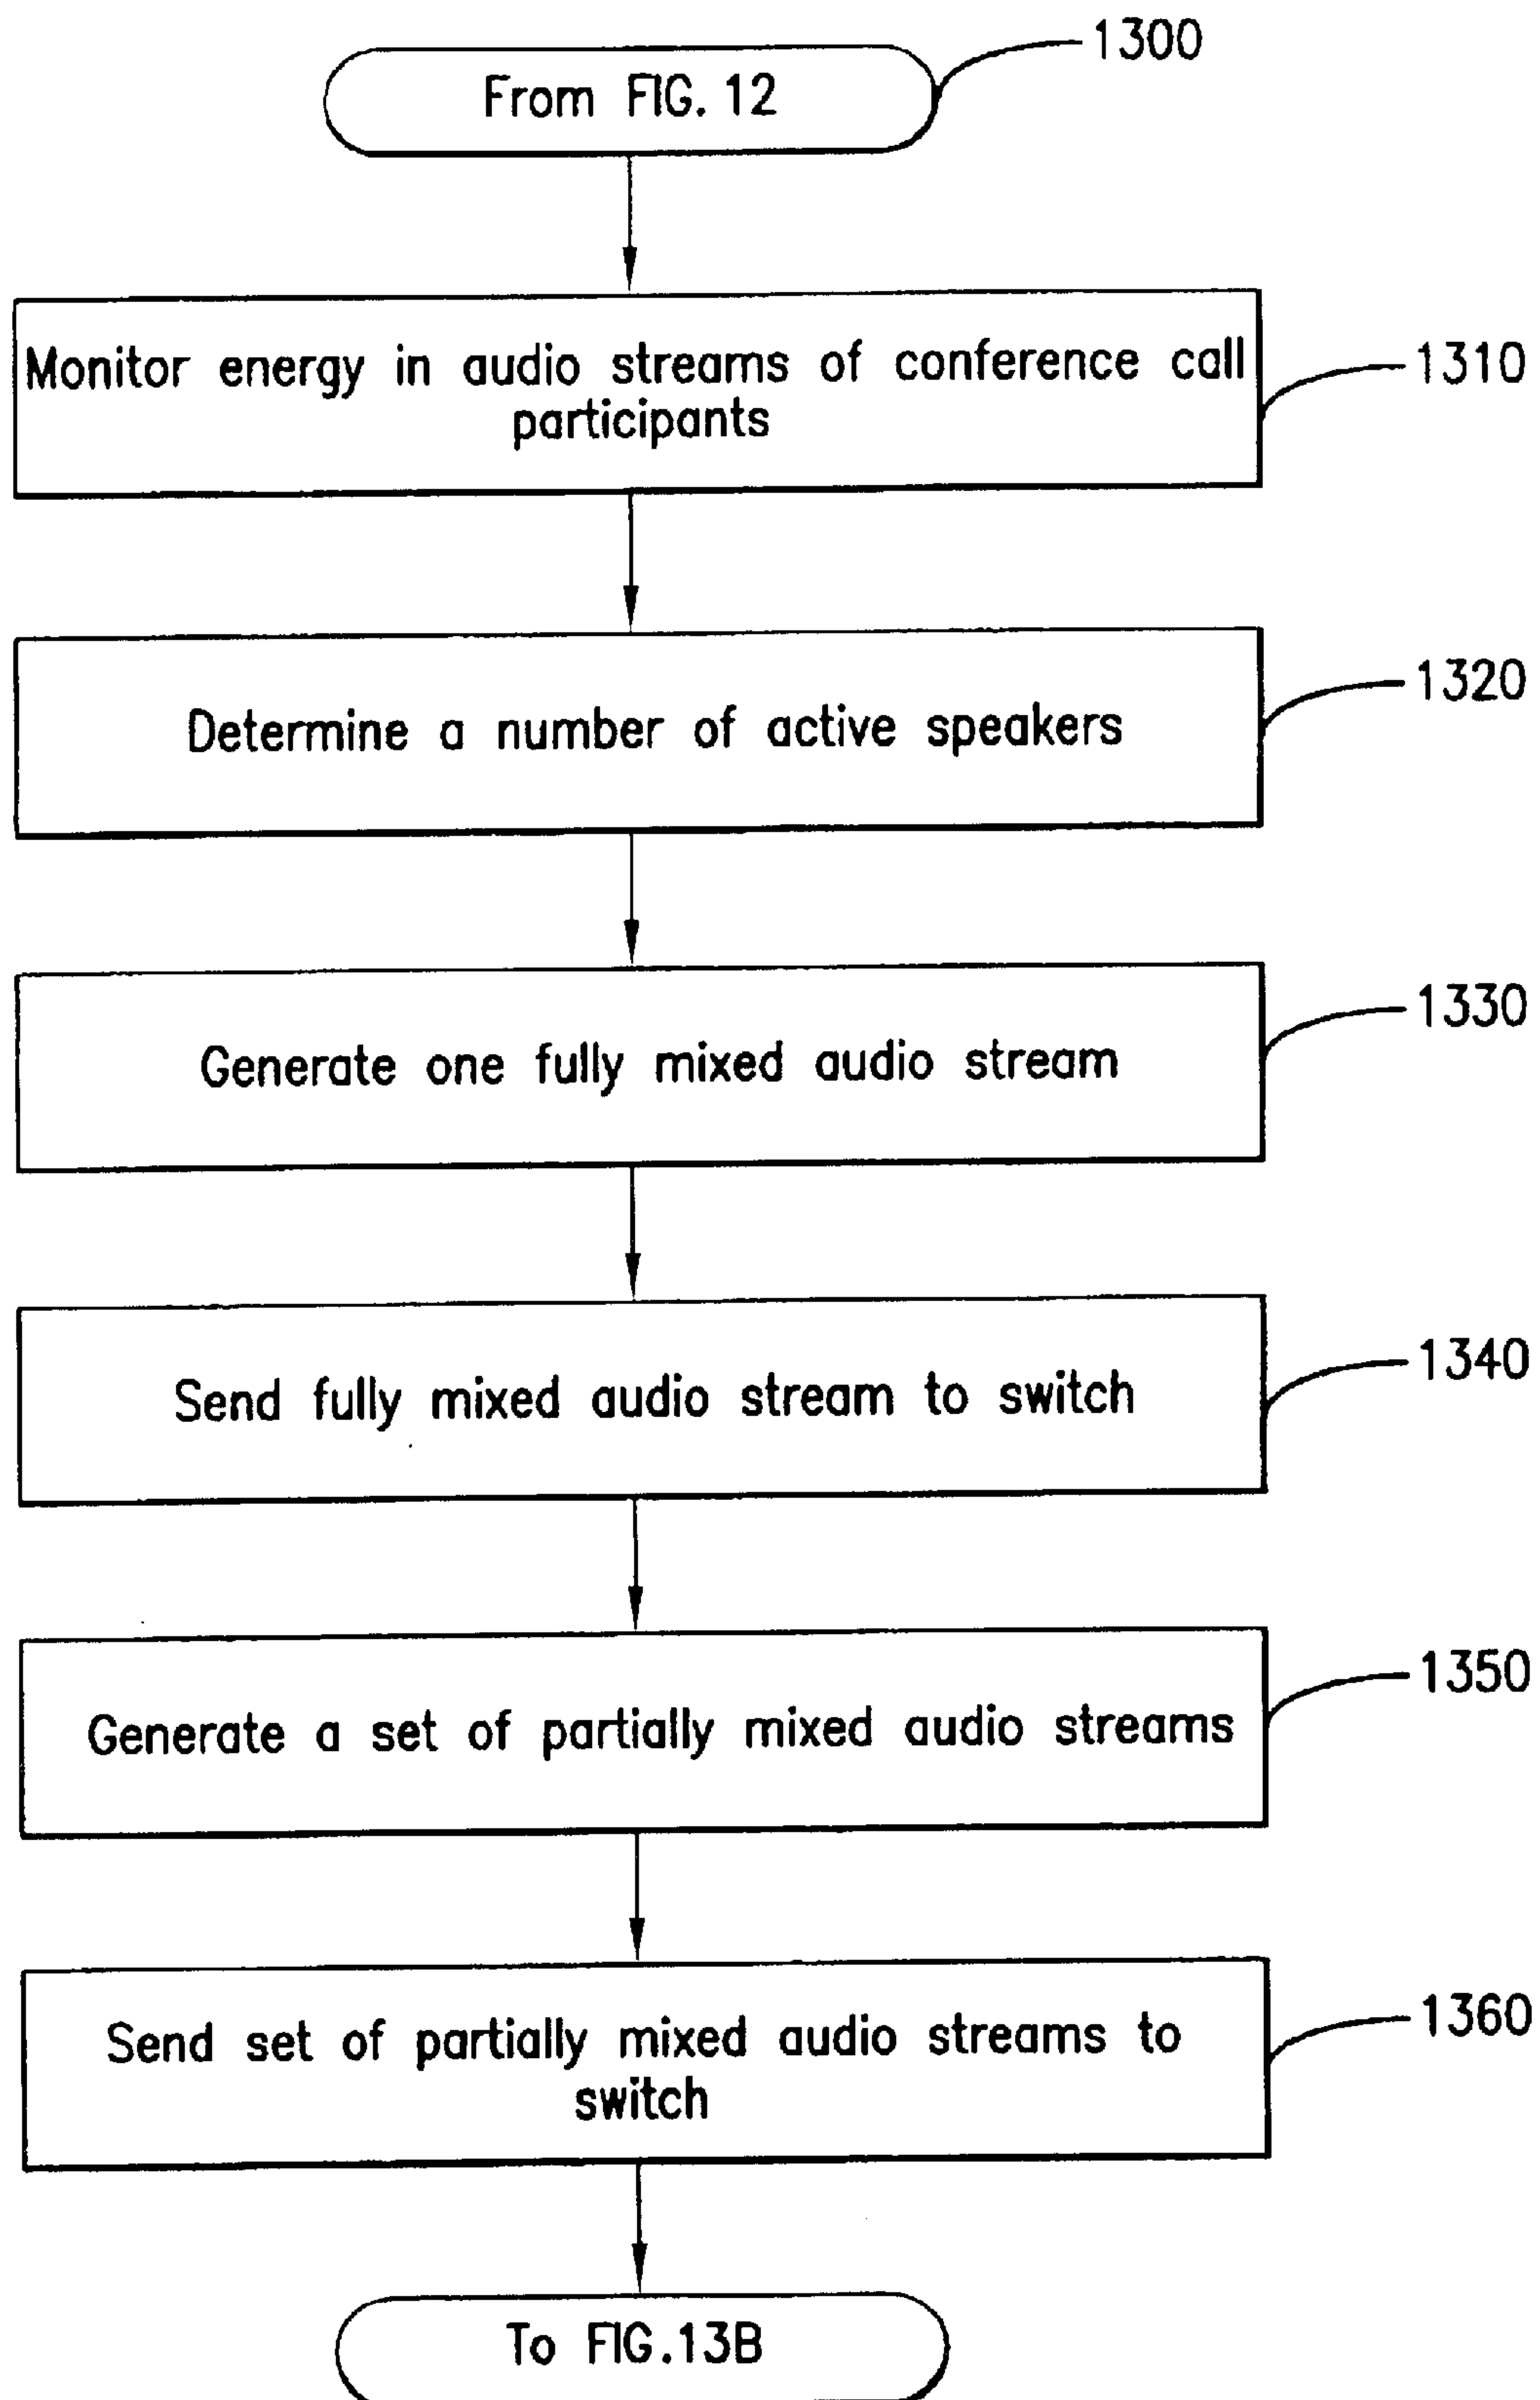 From FIG. 12
1300
Monitor energy in audio streams of conference call
participants
1310
Determine a number of active speakers
1320
Generate one fully mixed audio stream
1330
Send fully mixed audio stream to switch
1340
Generate a set of partially mixed audio streams
1350
Send set of partially mixed audio streams to
switch
1360
To FIG.13B